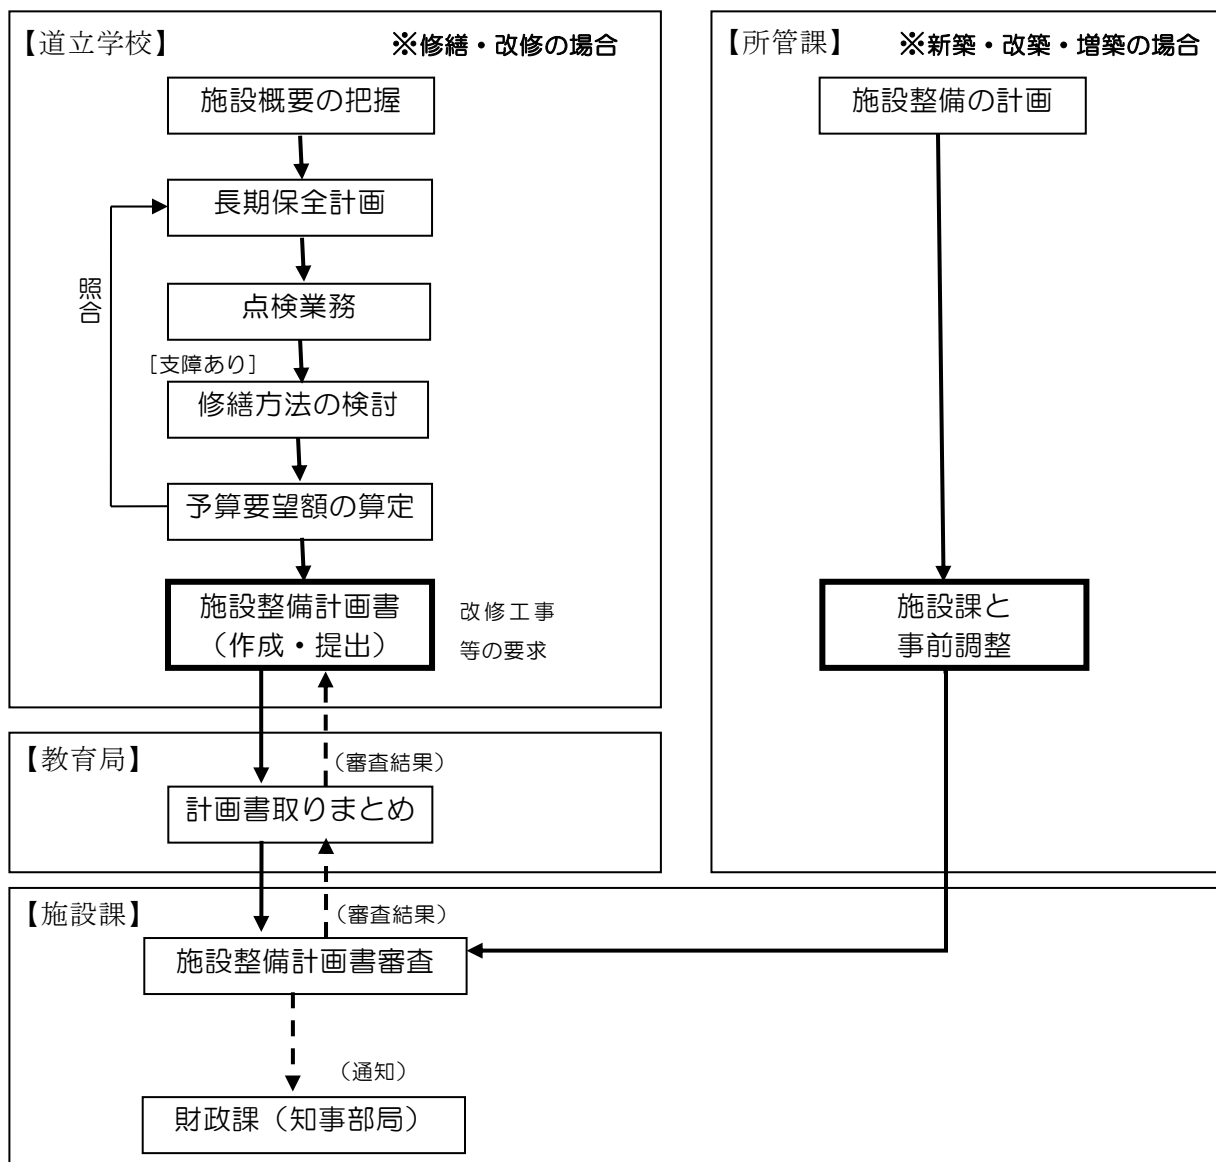 【道立学校】
※修繕・改修の場合
施設概要の把握
長期保全計画
照合
点検業務
[支障あり]
修繕方法の検討
予算要望額の算定
施設整備計画書
（作成・提出）
改修工事
等の要求
【所管課】
※新築・改築・増築の場合
施設整備の計画
施設課と
事前調整
【教育局】
（審査結果）
計画書取りまとめ
【施設課】
（審査結果）
施設整備計画書審査
（通知）
財政課（知事部局）